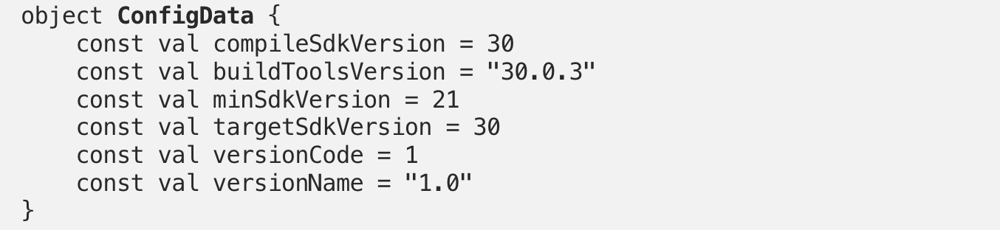 object ConfigData {
    const val compileSdkVersion = 30
    const val buildToolsVersion = "30.0.3"
    const val minSdkVersion = 21
    const val targetSdkVersion = 30
    const val versionCode = 1
    const val versionName = "1.0"
}